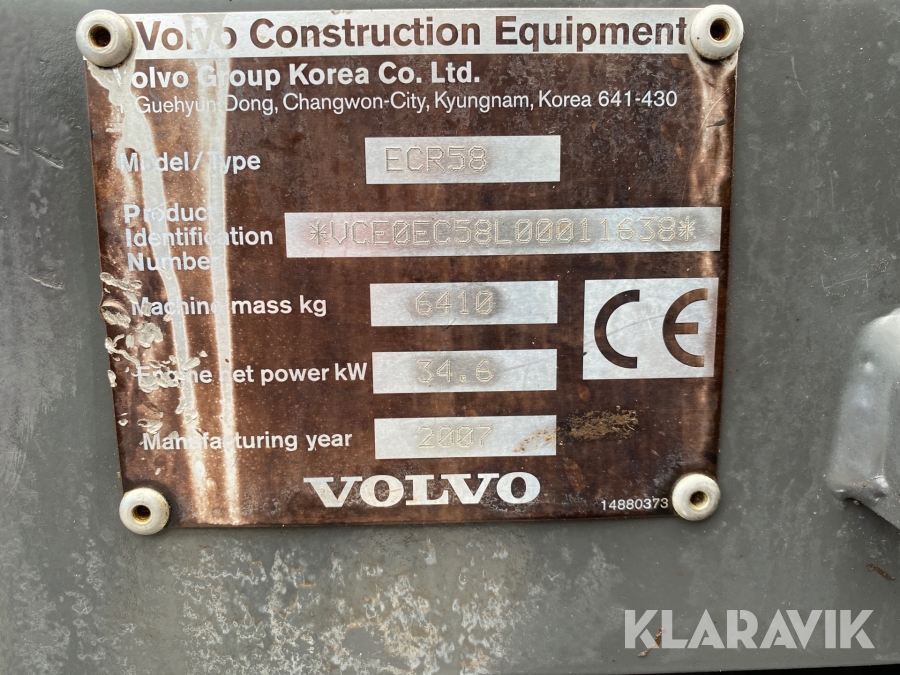 Volvo Construction Equipment
Volvo Group Korea Co. Ltd.
Guehyun-Dong, Changwon-City, Kyungnam, Korea 641-430
Model/Type ECR58
Product
Identification
Number
*VCE0EC58L00011638*
Machine mass kg 6410
CE
Engine net power kW 34.6
Manufacturing year 2007
VOLVO
14880373
KLARAVIK